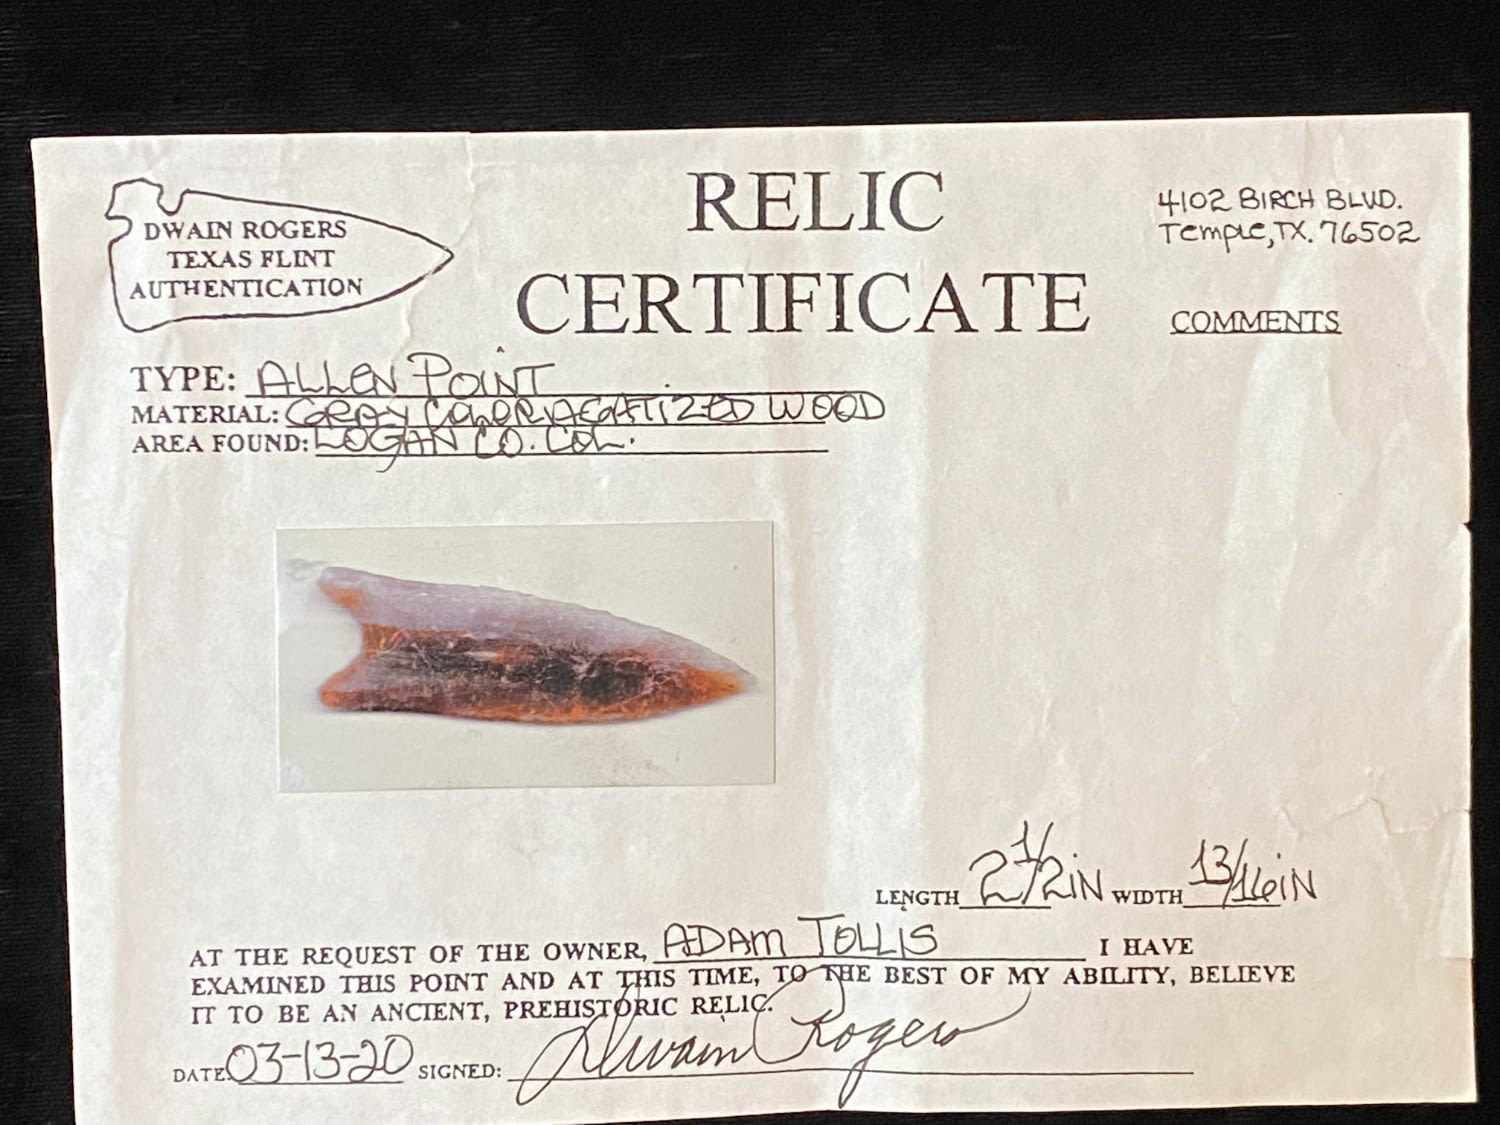 DWAIN ROGERS
TEXAS FLINT
AUTHENTICATION
RELIC
CERTIFICATE
4102 BIRCH BLVD.
Temple, TX. 76502
COMMENTS
TYPE: ALLEN POINT
MATERIAL: GRAY COLOR AGATIZED WOOD
AREA FOUND: LOGAN CO. COL.
LENGTH 2 1/2 iN WIDTH 13/16 iN
AT THE REQUEST OF THE OWNER, ADAM TOLLIS I HAVE
EXAMINED THIS POINT AND AT THIS TIME, TO THE BEST OF MY ABILITY, BELIEVE
IT TO BE AN ANCIENT, PREHISTORIC RELIC.
DATE: 03-13-20 SIGNED: Dwain Rogers